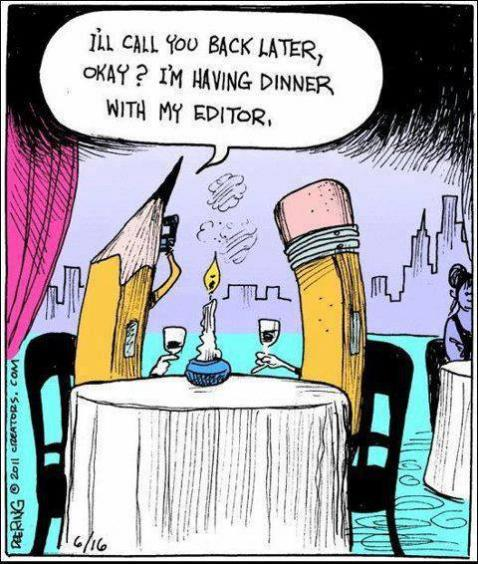 I'LL CALL YOU BACK LATER,
OKAY? I'M HAVING DINNER
WITH MY EDITOR.
DEERING © 2011 CREATORS.COM
6/16